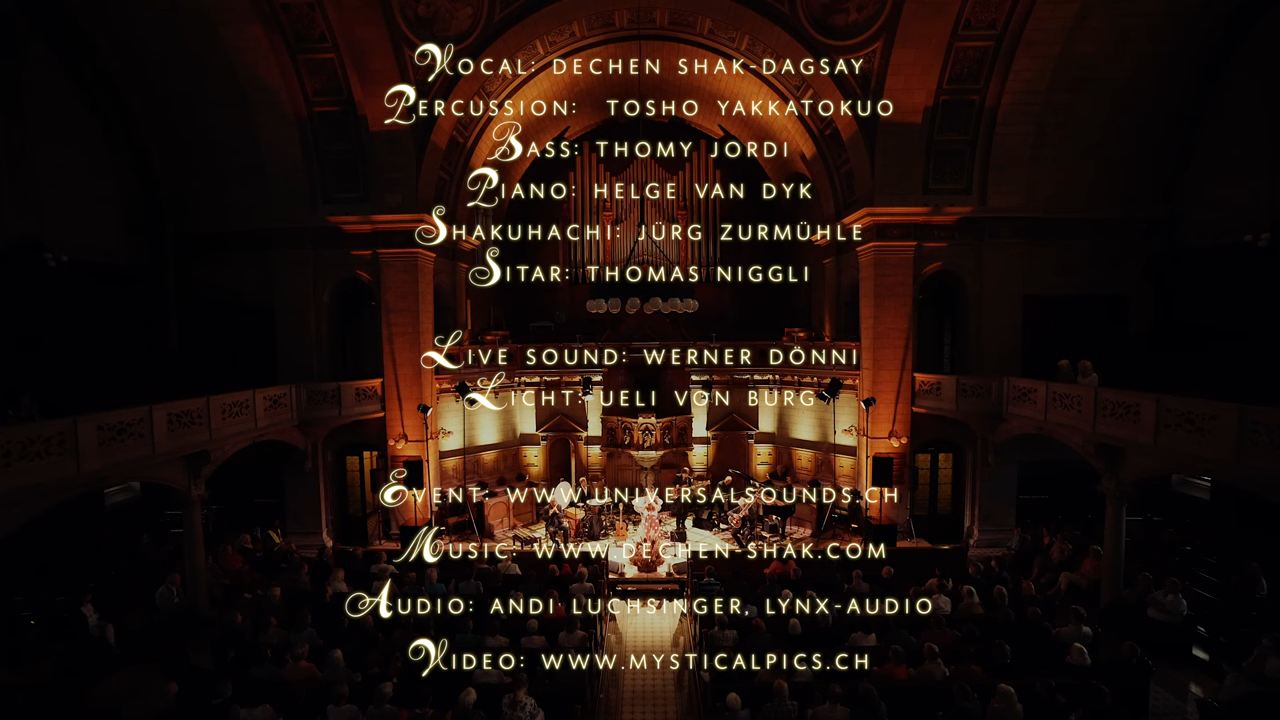 Vocal: Dechen Shak-Dagsay
Percussion: Tosho Yakkatokuo
Bass: Thomy Jordi
Piano: Helge van Dyk
Shakuhachi: Jürg Zurmühle
Sitar: Thomas Niggli
Live Sound: Werner Dönni
Licht: Ueli von Burg
Event: www.universalsounds.ch
Music: www.dechen-shak.com
Audio: Andi Luchsinger, Lynx-Audio
Video: www.mysticalpics.ch